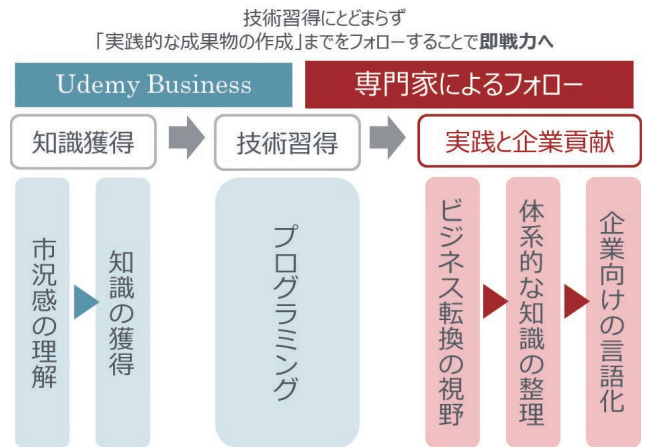 技術習得にとどまらず
「実践的な成果物の作成」までをフォローすることで即戦力へ
Udemy Business
専門家によるフォロー
知識獲得
技術習得
実践と企業貢献
市況感の理解
知識の獲得
プログラミング
ビジネス転換の視野
体系的な知識の整理
企業向けの言語化